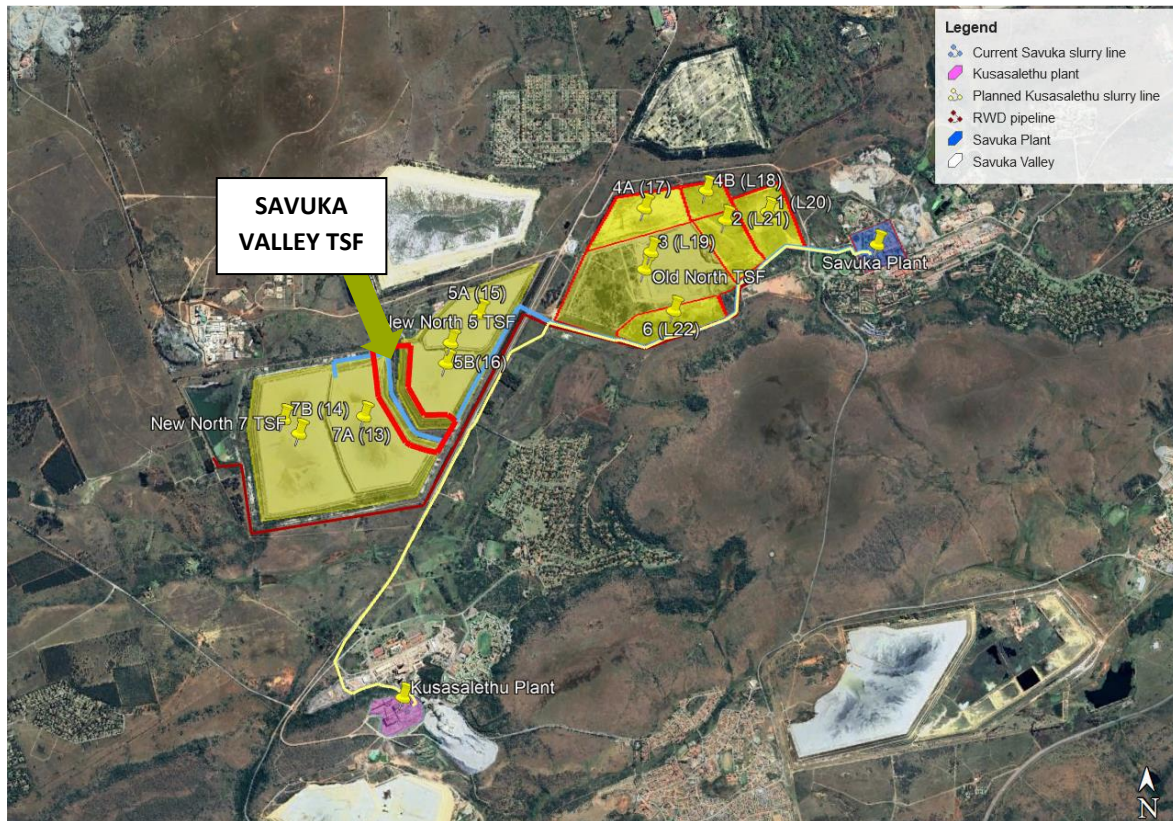 Legend
Current Savuka slurry line
Kusasalethu plant
Planned Kusasalethu slurry line
RWD pipeline
Savuka Plant
Savuka Valley
SAVUKA
VALLEY TSF
4A (17)
4B (L18)
1 (L20)
2 (L21)
3 (L19)
Old North TSF
Savuka Plant
6 (L22)
5A (15)
New North 5 TSF
5B(16)
7B (14)
New North 7 TSF
7A (13)
Kusasalethu Plant
N